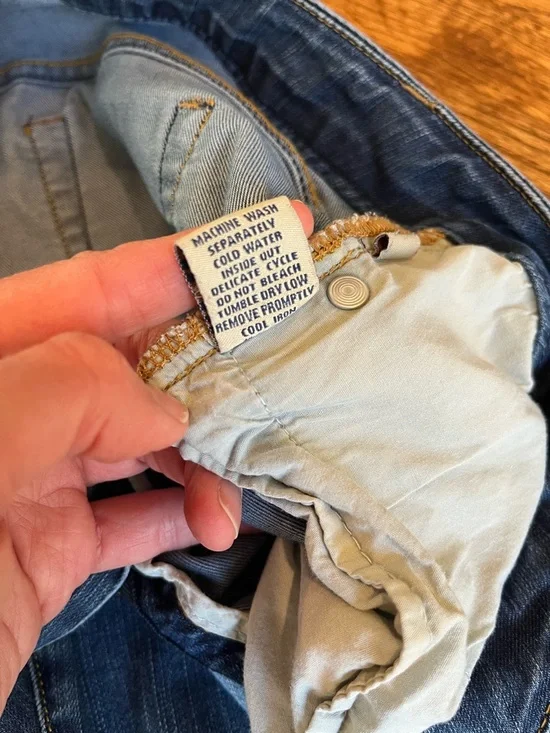 MACHINE WASH
SEPARATELY
COLD WATER
INSIDE OUT
DELICATE CYCLE
DO NOT BLEACH
TUMBLE DRY LOW
REMOVE PROMPTLY
COOL IRON